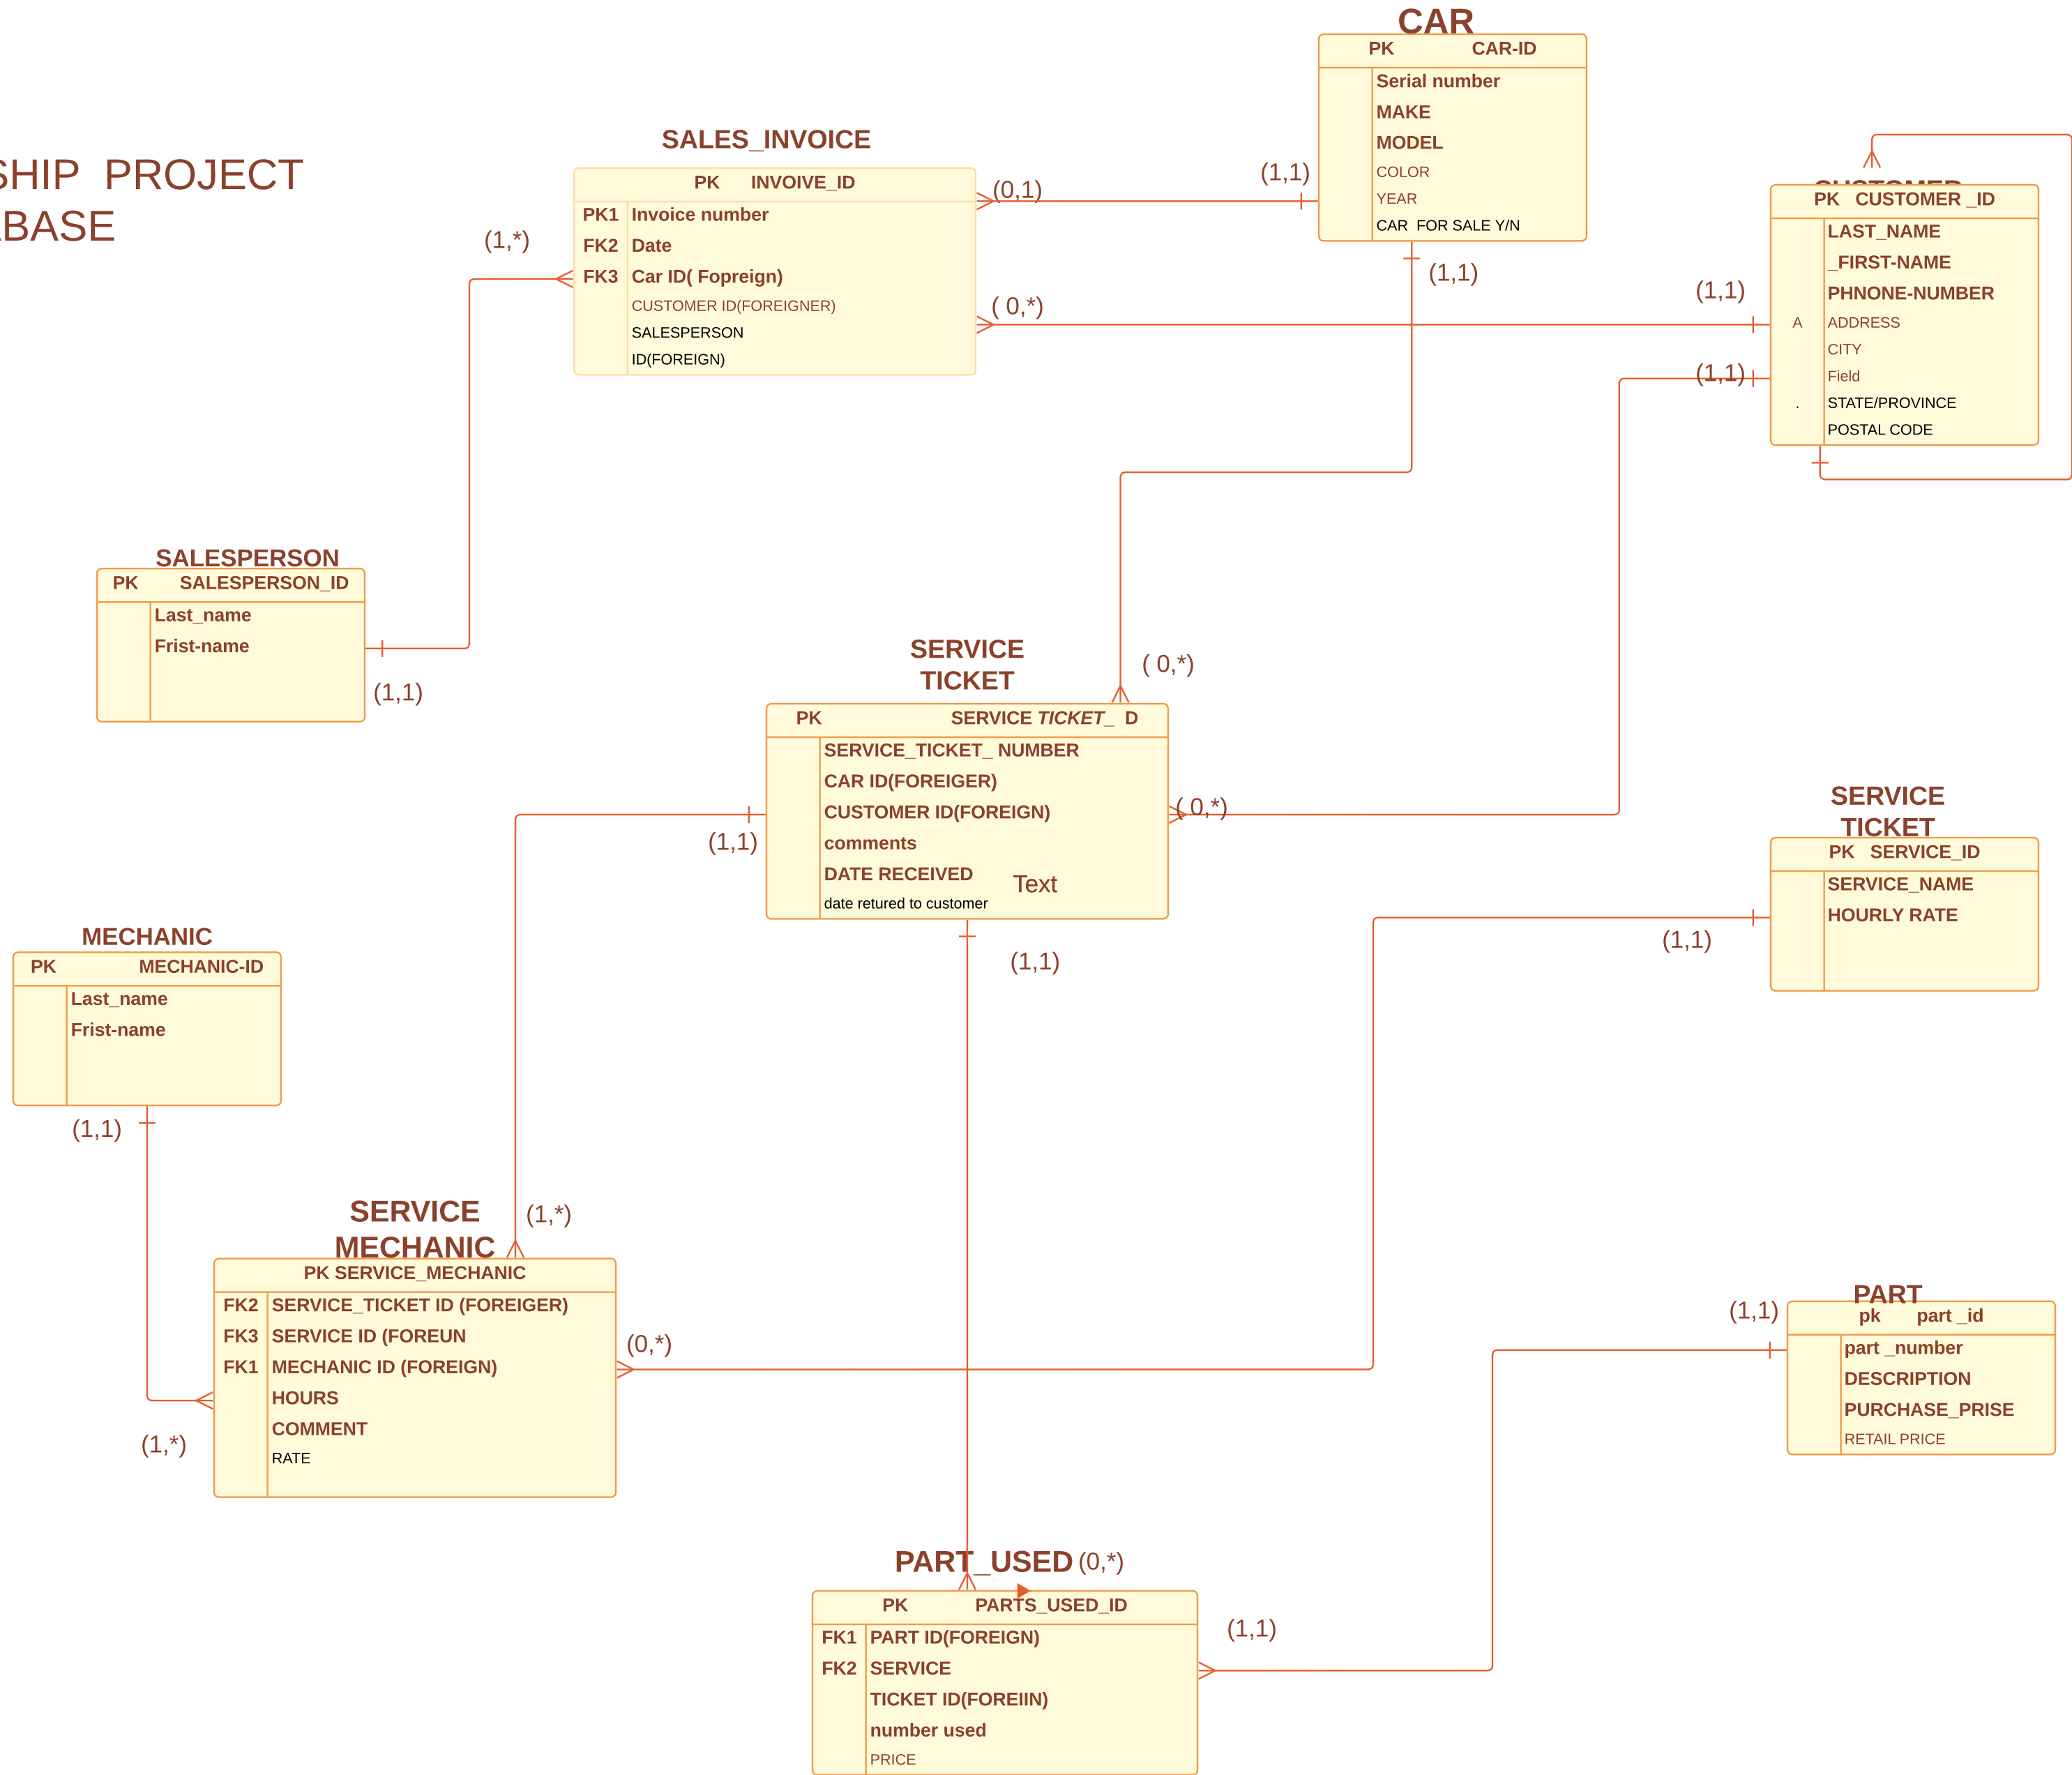 CAR
PK CAR-ID
Serial number
MAKE
MODEL
COLOR
YEAR
CAR FOR SALE Y/N
SHIP PROJECT
ABASE
SALES_INVOICE
PK INVOIVE_ID
PK1 Invoice number
FK2 Date
FK3 Car ID( Fopreign)
CUSTOMER ID(FOREIGNER)
SALESPERSON
ID(FOREIGN)
(0,1)
(1,1)
(1,*)
( 0,*)
(1,1)
(1,1)
(1,1)
CUSTOMER
PK CUSTOMER _ID
LAST_NAME
_FIRST-NAME
PHNONE-NUMBER
A ADDRESS
CITY
Field
. STATE/PROVINCE
POSTAL CODE
SALESPERSON
PK SALESPERSON_ID
Last_name
Frist-name
(1,1)
SERVICE
TICKET
( 0,*)
PK SERVICE TICKET_ D
SERVICE_TICKET_ NUMBER
CAR ID(FOREIGER)
CUSTOMER ID(FOREIGN)
comments
DATE RECEIVED
Text
date retured to customer
( 0,*)
(1,1)
(1,1)
SERVICE
TICKET
PK SERVICE_ID
SERVICE_NAME
HOURLY RATE
(1,1)
MECHANIC
PK MECHANIC-ID
Last_name
Frist-name
(1,1)
SERVICE
MECHANIC
(1,*)
PK SERVICE_MECHANIC
FK2 SERVICE_TICKET ID (FOREIGER)
FK3 SERVICE ID (FOREUN
FK1 MECHANIC ID (FOREIGN)
HOURS
COMMENT
RATE
(0,*)
(1,*)
PART
(1,1)
pk part _id
part _number
DESCRIPTION
PURCHASE_PRISE
RETAIL PRICE
PART_USED (0,*)
PK PARTS_USED_ID
FK1 PART ID(FOREIGN)
FK2 SERVICE
TICKET ID(FOREIIN)
number used
PRICE
(1,1)